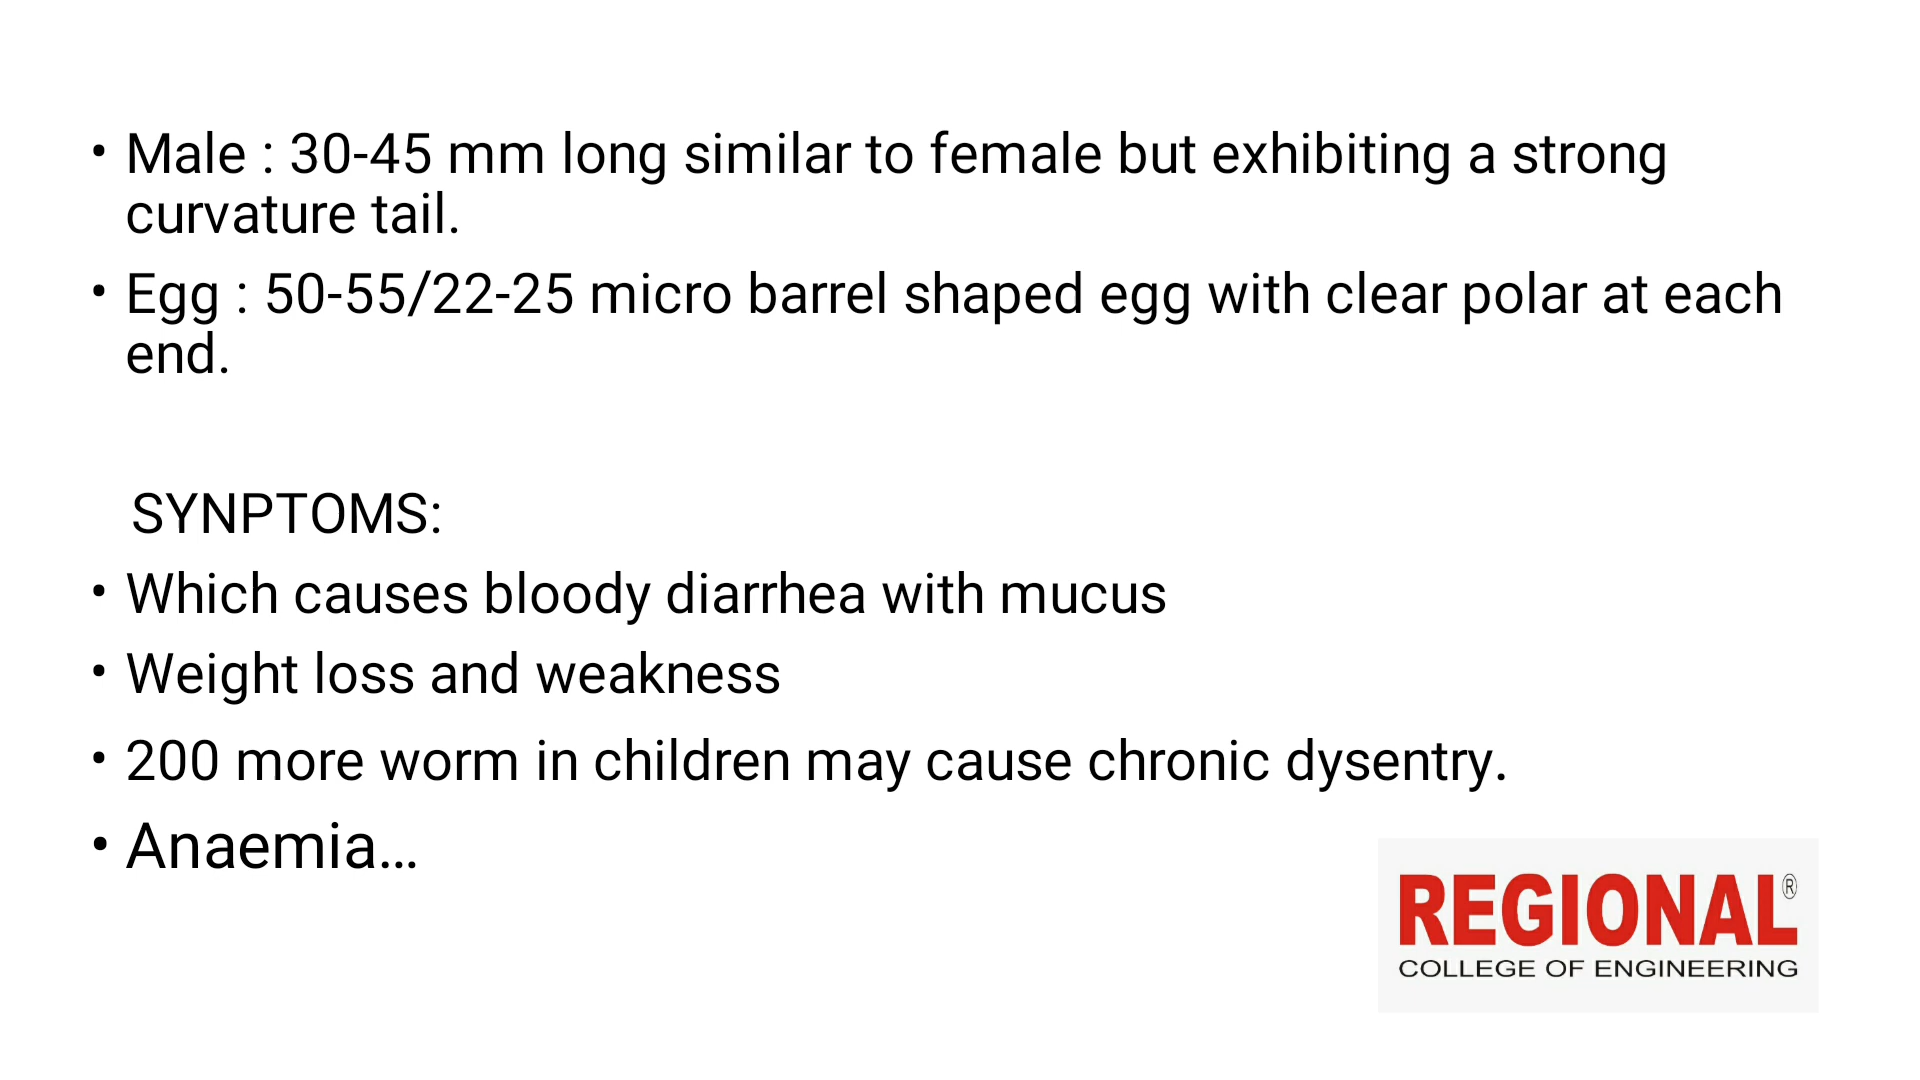 • Male : 30-45 mm long similar to female but exhibiting a strong
curvature tail.
• Egg : 50-55/22-25 micro barrel shaped egg with clear polar at each
end.
SYNPTOMS:
• Which causes bloody diarrhea with mucus
• Weight loss and weakness
• 200 more worm in children may cause chronic dysentry.
• Anaemia...
REGIONAL®
COLLEGE OF ENGINEERING